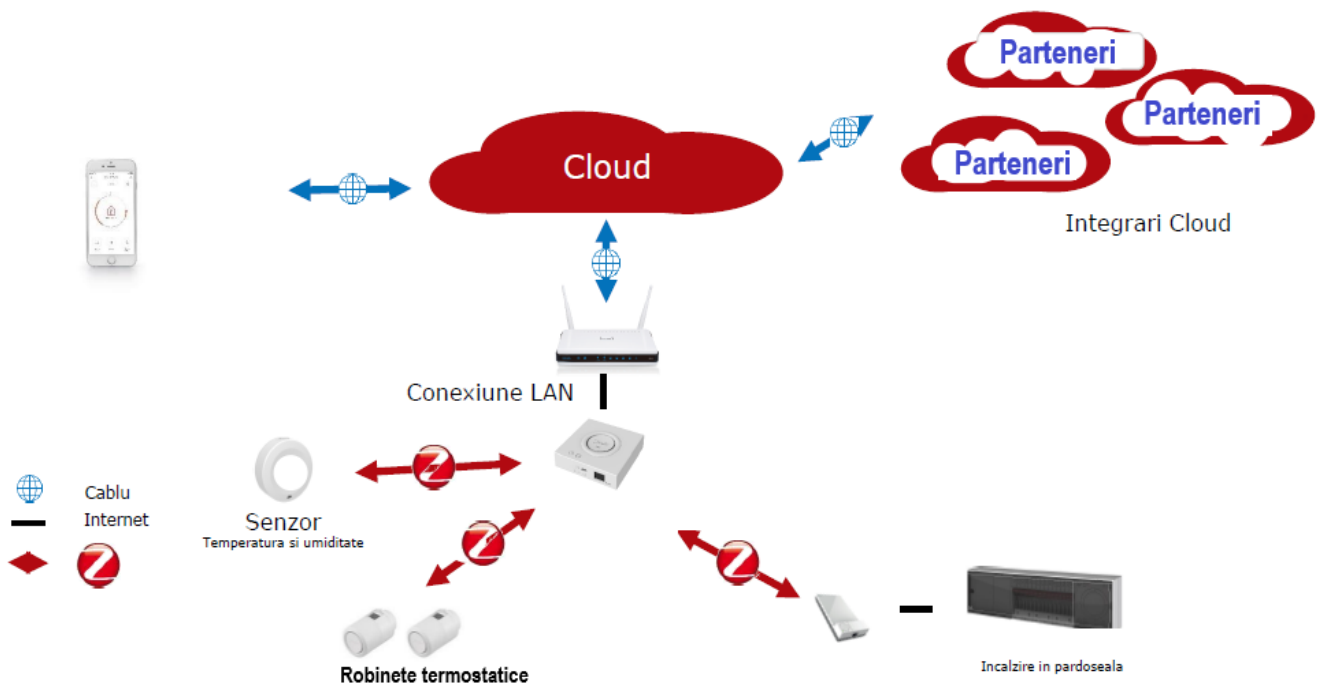 Parteneri
Parteneri
Parteneri
Cloud
Integrari Cloud
Conexiune LAN
Cablu
Internet
Senzor
Temperatura si umiditate
Robinete termostatice
Incalzire in pardoseala